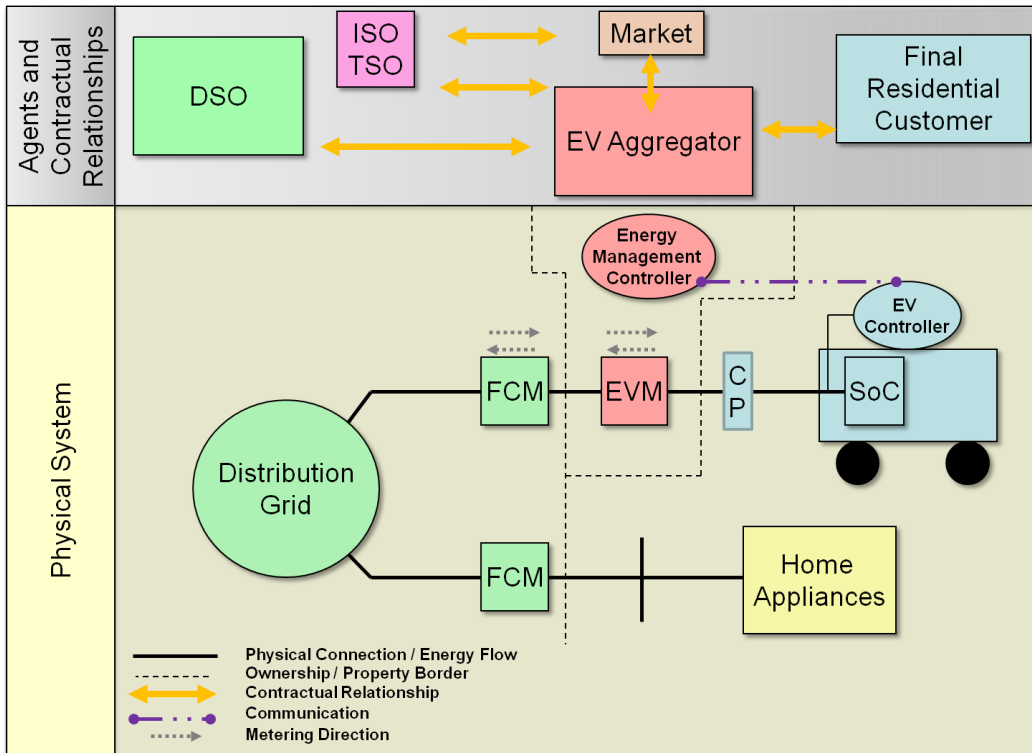 Agents and
Contractual
Relationships
DSO
ISO
TSO
Market
EV Aggregator
Final
Residential
Customer
Physical System
Energy
Management
Controller
EV
Controller
FCM
EVM
C
P
SoC
Distribution
Grid
FCM
Home
Appliances
Physical Connection / Energy Flow
Ownership / Property Border
Contractual Relationship
Communication
Metering Direction